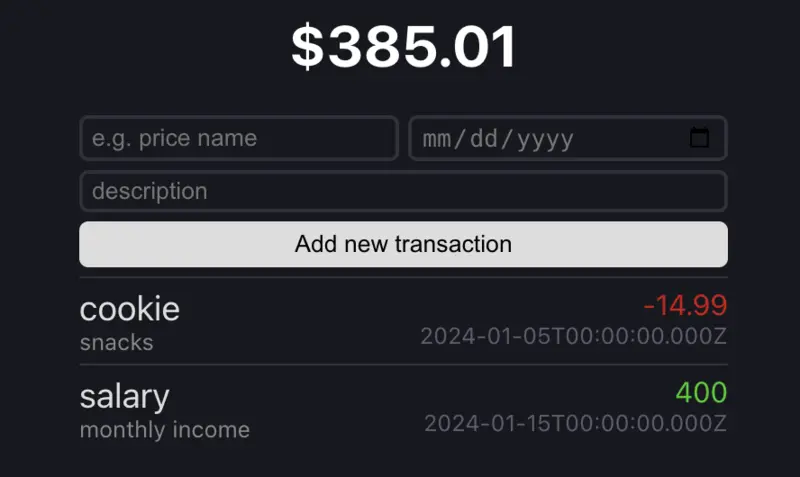 $385.01
e.g. price name mm/dd/yyyy
description
Add new transaction
cookie -14.99
snacks 2024-01-05T00:00:00.000Z
salary 400
monthly income 2024-01-15T00:00:00.000Z